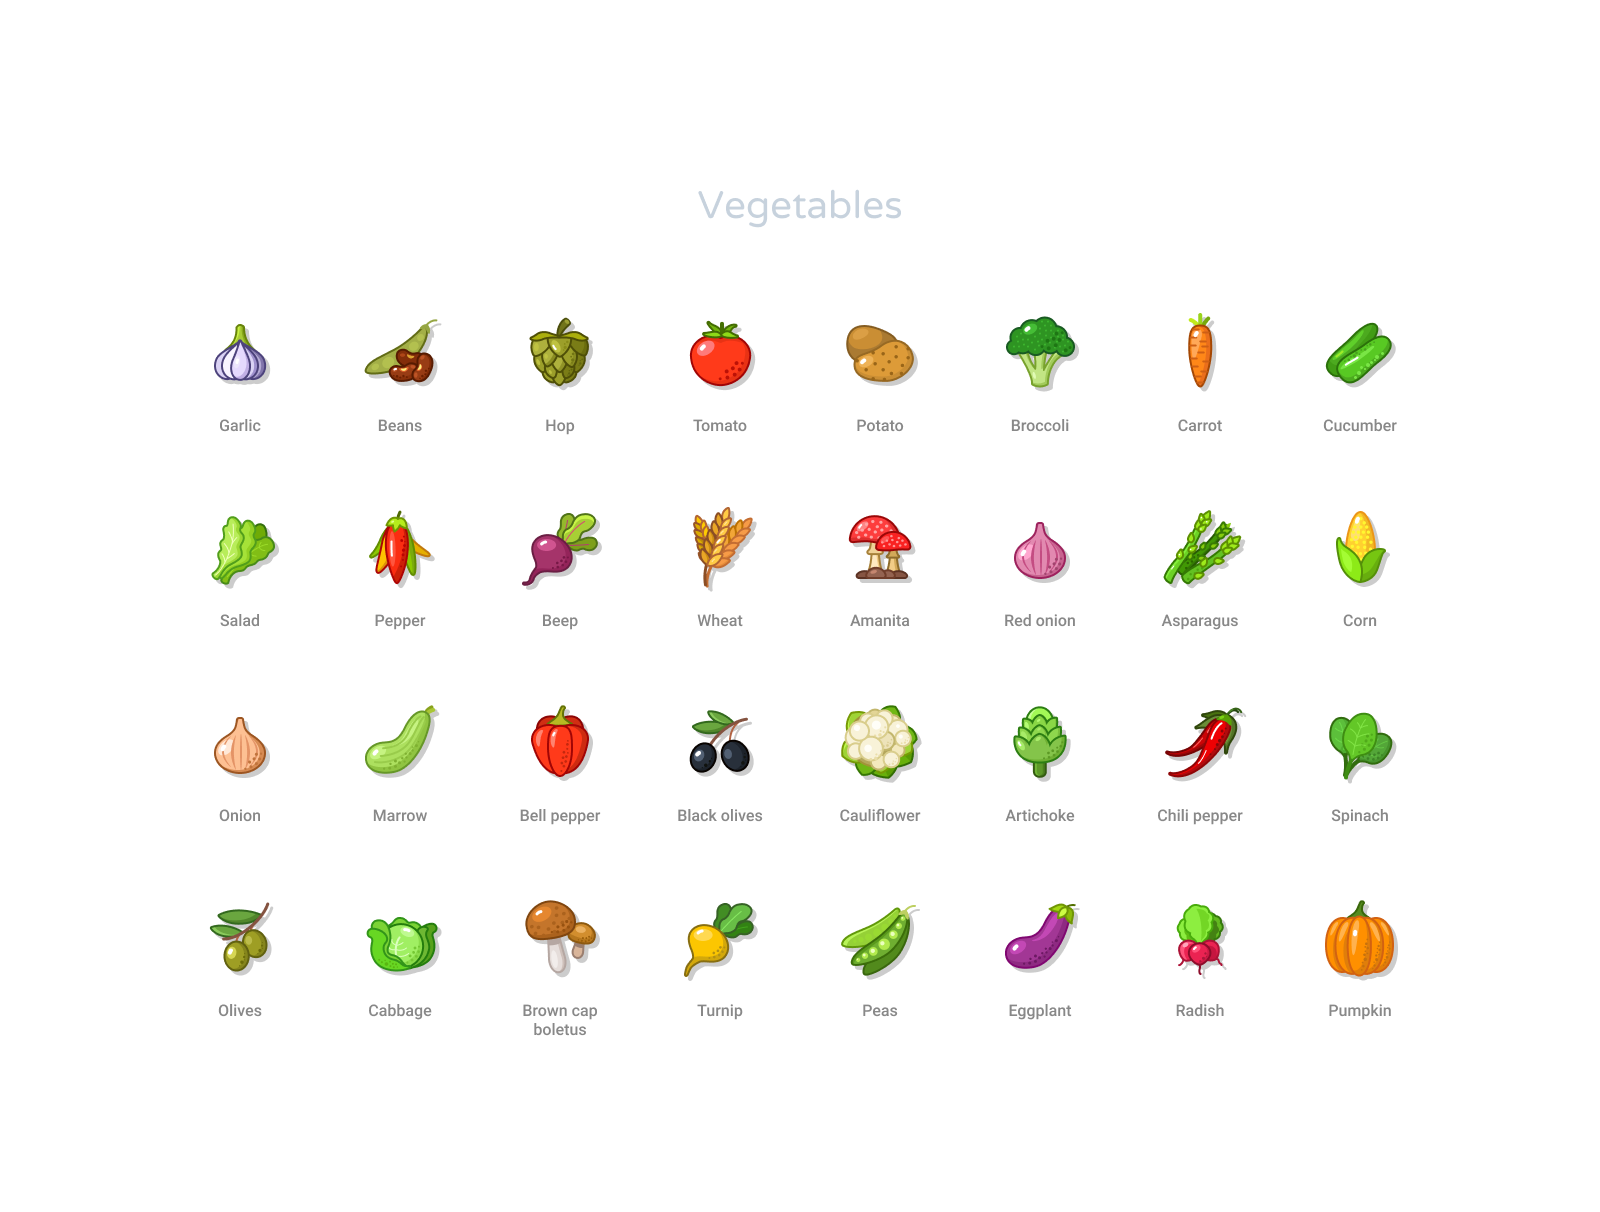 Vegetables
Garlic
Beans
Hop
Tomato
Potato
Broccoli
Carrot
Cucumber
Salad
Pepper
Beep
Wheat
Amanita
Red onion
Asparagus
Corn
Onion
Marrow
Bell pepper
Black olives
Cauliflower
Artichoke
Chili pepper
Spinach
Olives
Cabbage
Brown cap
boletus
Turnip
Peas
Eggplant
Radish
Pumpkin